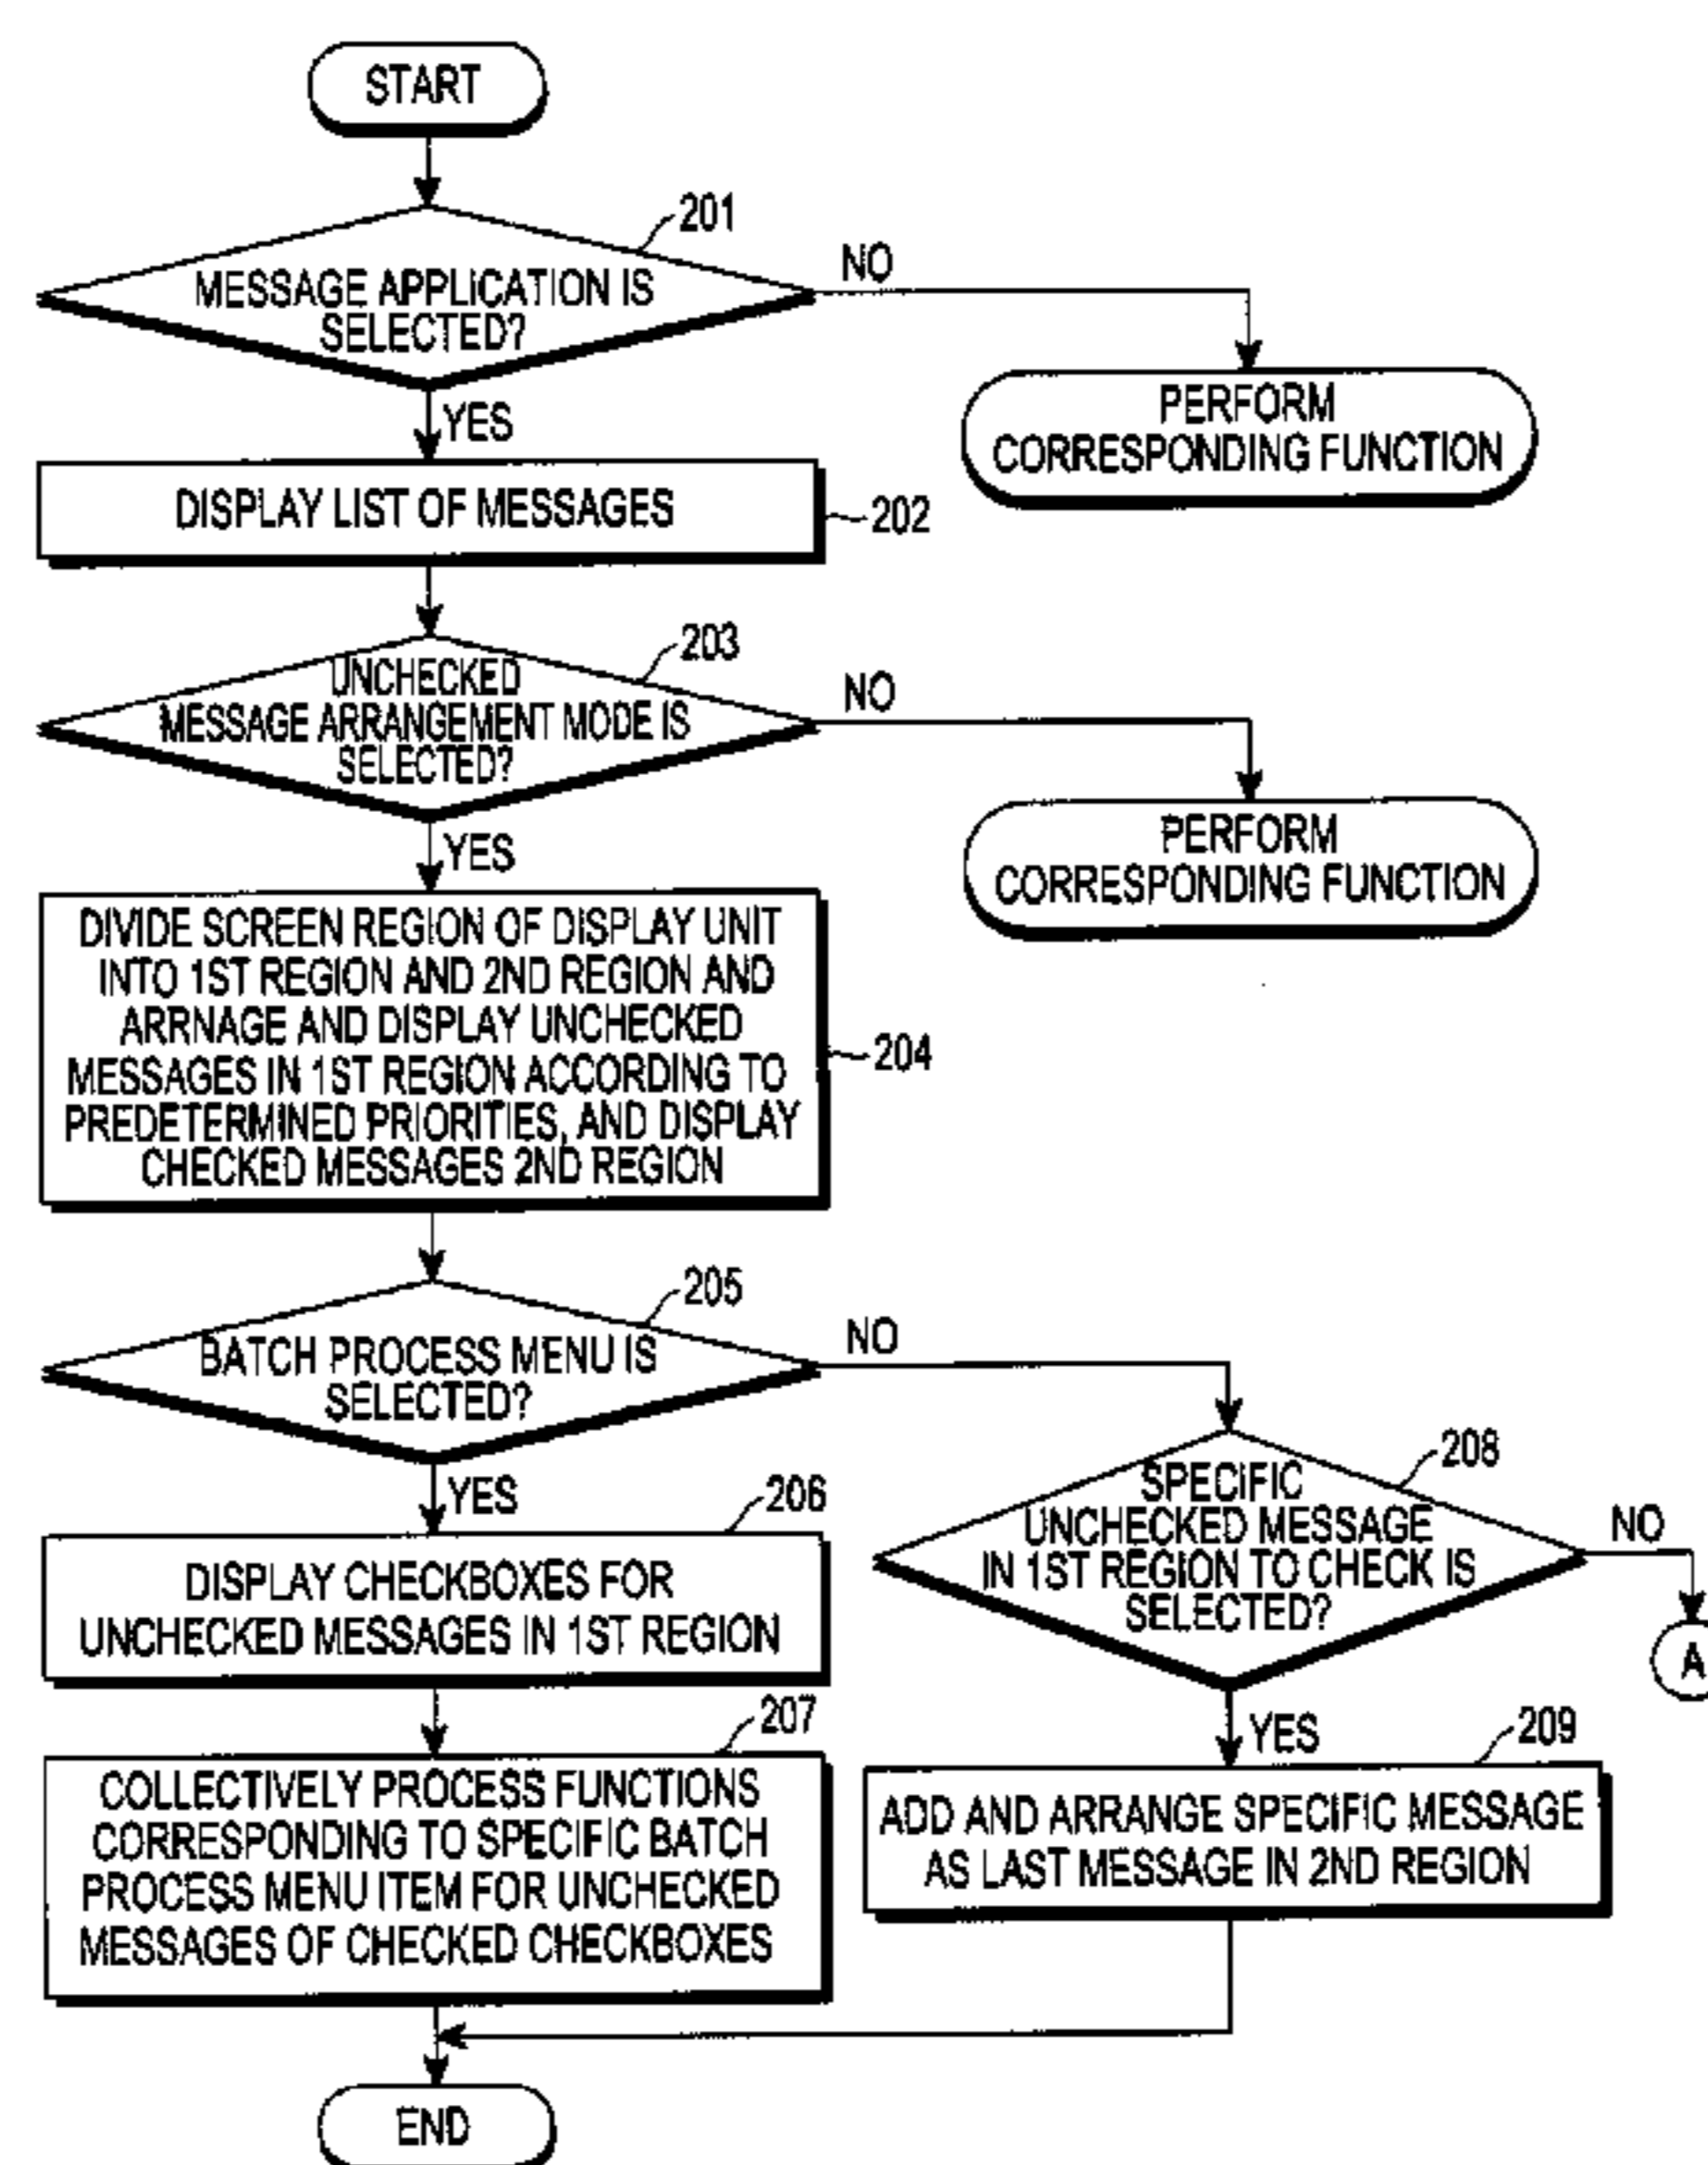 START
201
MESSAGE APPLICATION IS
SELECTED?
NO
PERFORM
CORRESPONDING FUNCTION
YES
DISPLAY LIST OF MESSAGES
202
203
UNCHECKED
MESSAGE ARRANGEMENT MODE IS
SELECTED?
NO
PERFORM
CORRESPONDING FUNCTION
YES
DIVIDE SCREEN REGION OF DISPLAY UNIT
INTO 1ST REGION AND 2ND REGION AND
ARRNAGE AND DISPLAY UNCHECKED
MESSAGES IN 1ST REGION ACCORDING TO
PREDETERMINED PRIORITIES, AND DISPLAY
CHECKED MESSAGES 2ND REGION
204
205
BATCH PROCESS MENU IS
SELECTED?
NO
YES
206
DISPLAY CHECKBOXES FOR
UNCHECKED MESSAGES IN 1ST REGION
207
COLLECTIVELY PROCESS FUNCTIONS
CORRESPONDING TO SPECIFIC BATCH
PROCESS MENU ITEM FOR UNCHECKED
MESSAGES OF CHECKED CHECKBOXES
208
SPECIFIC
UNCHECKED MESSAGE
IN 1ST REGION TO CHECK IS
SELECTED?
NO
A
YES
209
ADD AND ARRANGE SPECIFIC MESSAGE
AS LAST MESSAGE IN 2ND REGION
END